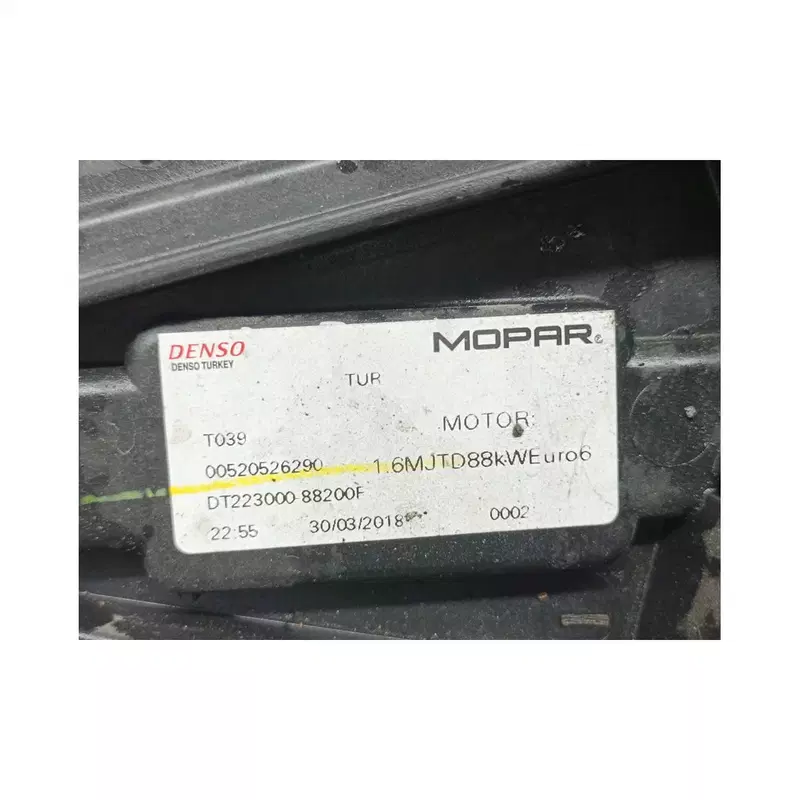 DENSO
DENSO TURKEY
MOPAR
TUR
MOTOR:
T039
00520526290
1.6MJTD88kWEuro6
DT223000-88200F
22:55
30/03/2018
0002